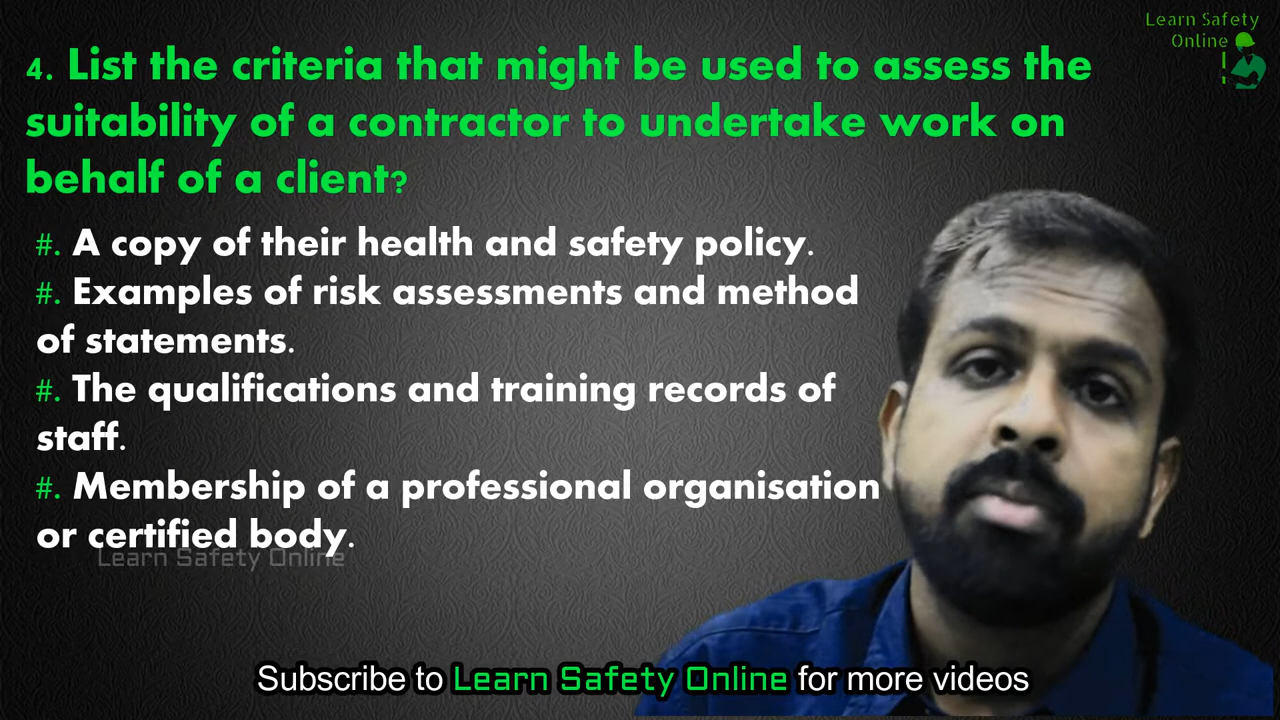 Learn Safety
Online
4. List the criteria that might be used to assess the
suitability of a contractor to undertake work on
behalf of a client?
#. A copy of their health and safety policy.
#. Examples of risk assessments and method
of statements.
#. The qualifications and training records of
staff.
#. Membership of a professional organisation
or certified body.
Learn Safety Online
Subscribe to Learn Safety Online for more videos